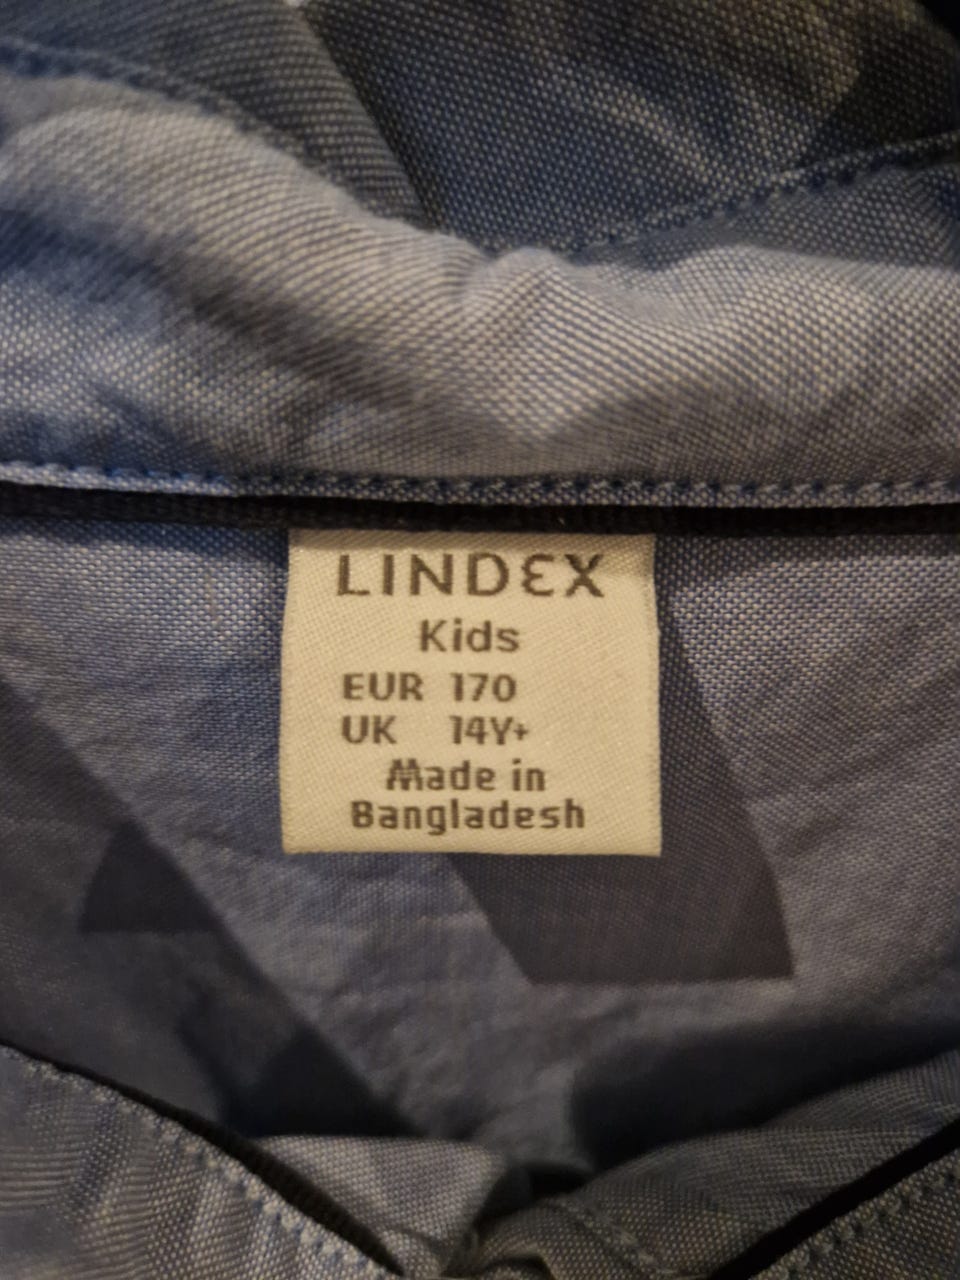 LINDEX
Kids
EUR 170
UK 14Y+
Made in
Bangladesh